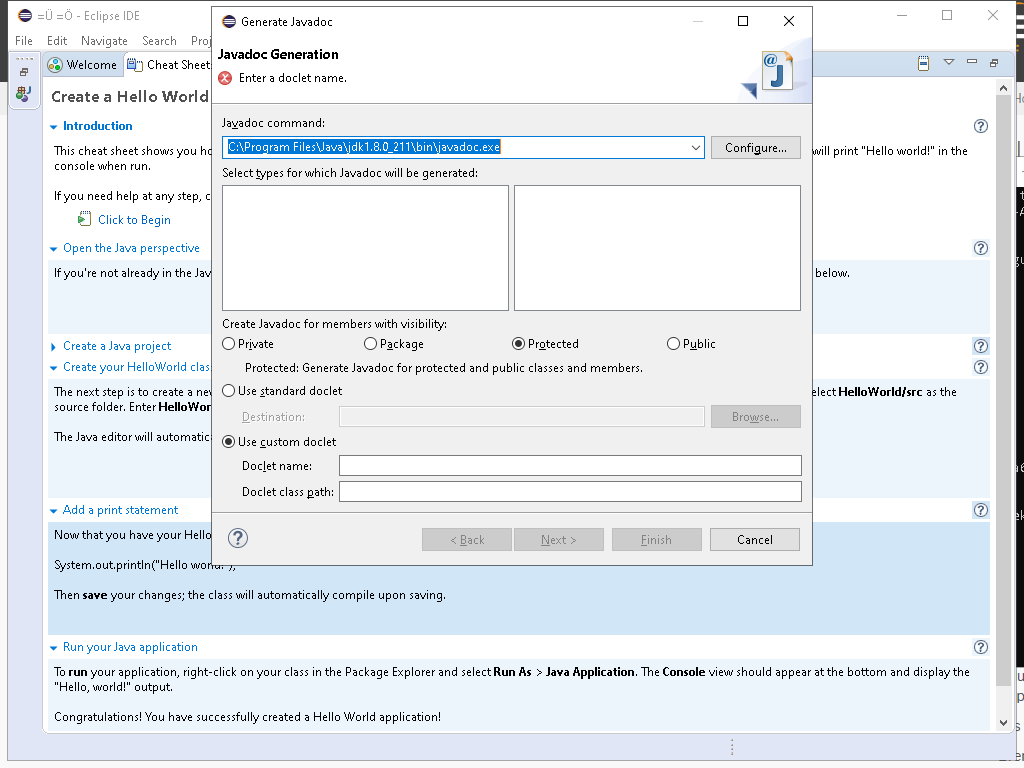 =Ü =Ö - Eclipse IDE
File Edit Navigate Search Proj
Welcome
Cheat Sheet
Create a Hello World
Introduction
This cheat sheet shows you ho
will print "Hello world!" in the
console when run.
If you need help at any step, c
Click to Begin
Open the Java perspective
If you're not already in the Jav
below.
Create a Java project
Create your HelloWorld clas
The next step is to create a new
elect HelloWorld/src as the
source folder. Enter HelloWor
The Java editor will automatica
Add a print statement
Now that you have your Hello
System.out.println("Hello world!");
Then save your changes; the class will automatically compile upon saving.
Run your Java application
To run your application, right-click on your class in the Package Explorer and select Run As > Java Application. The Console view should appear at the bottom and display the
"Hello, world!" output.
Congratulations! You have successfully created a Hello World application!
Generate Javadoc
Javadoc Generation
Enter a doclet name.
@ J
Javadoc command:
C:\Program Files\Java\jdk1.8.0_211\bin\javadoc.exe
Configure...
Select types for which Javadoc will be generated:
Create Javadoc for members with visibility:
Private Package Protected Public
Protected: Generate Javadoc for protected and public classes and members.
Use standard doclet
Destination:
Browse...
Use custom doclet
Doclet name:
Doclet class path:
?
< Back Next > Finish Cancel